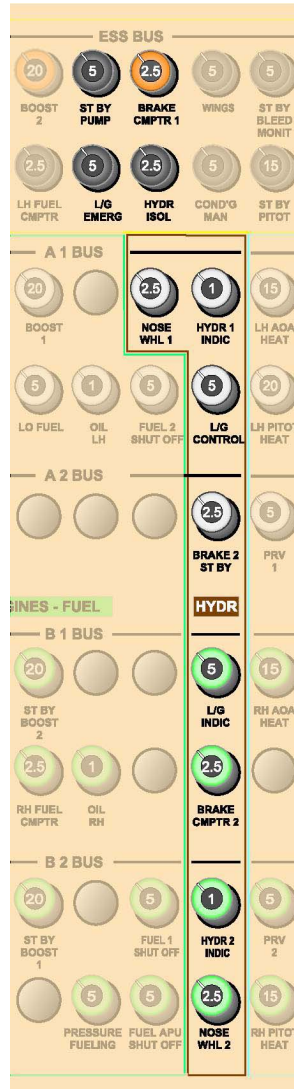 ESS BUS
20 5 2.5 5 5
BOOST ST BY BRAKE WINGS ST BY
2 PUMP CMPTR 1 BLEED
MONIT
2.5 5 2.5 5 15
LH FUEL L/G HYDR COND'G ST BY
CMPTR EMERG ISOL MAN PITOT
A 1 BUS
20 2.5 1 15
BOOST NOSE HYDR 1 LH AOA
1 WHL 1 INDIC HEAT
5 1 5 5 20
LO FUEL OIL FUEL 2 L/G LH PITOT
LH SHUT OFF CONTROL HEAT
A 2 BUS
2.5 5
BRAKE 2 PRV
ST BY 1
GINES - FUEL HYDR
B 1 BUS
20 5 15
ST BY L/G RH AOA
BOOST INDIC HEAT
2
2.5 1 2.5
RH FUEL OIL BRAKE
CMPTR RH CMPTR 2
B 2 BUS
20 5 1 5
ST BY FUEL 1 HYDR 2 PRV
BOOST SHUT OFF INDIC 2
1
5 5 2.5 15
PRESSURE FUEL APU NOSE RH PITOT
FUELING SHUT OFF WHL 2 HEAT